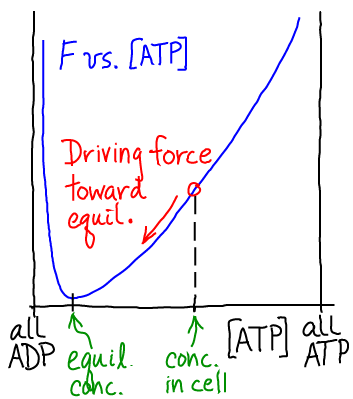 F vs. [ATP]
Driving force
toward
equil.
all
ADP
equil.
conc.
conc.
in cell
[ATP]
all
ATP